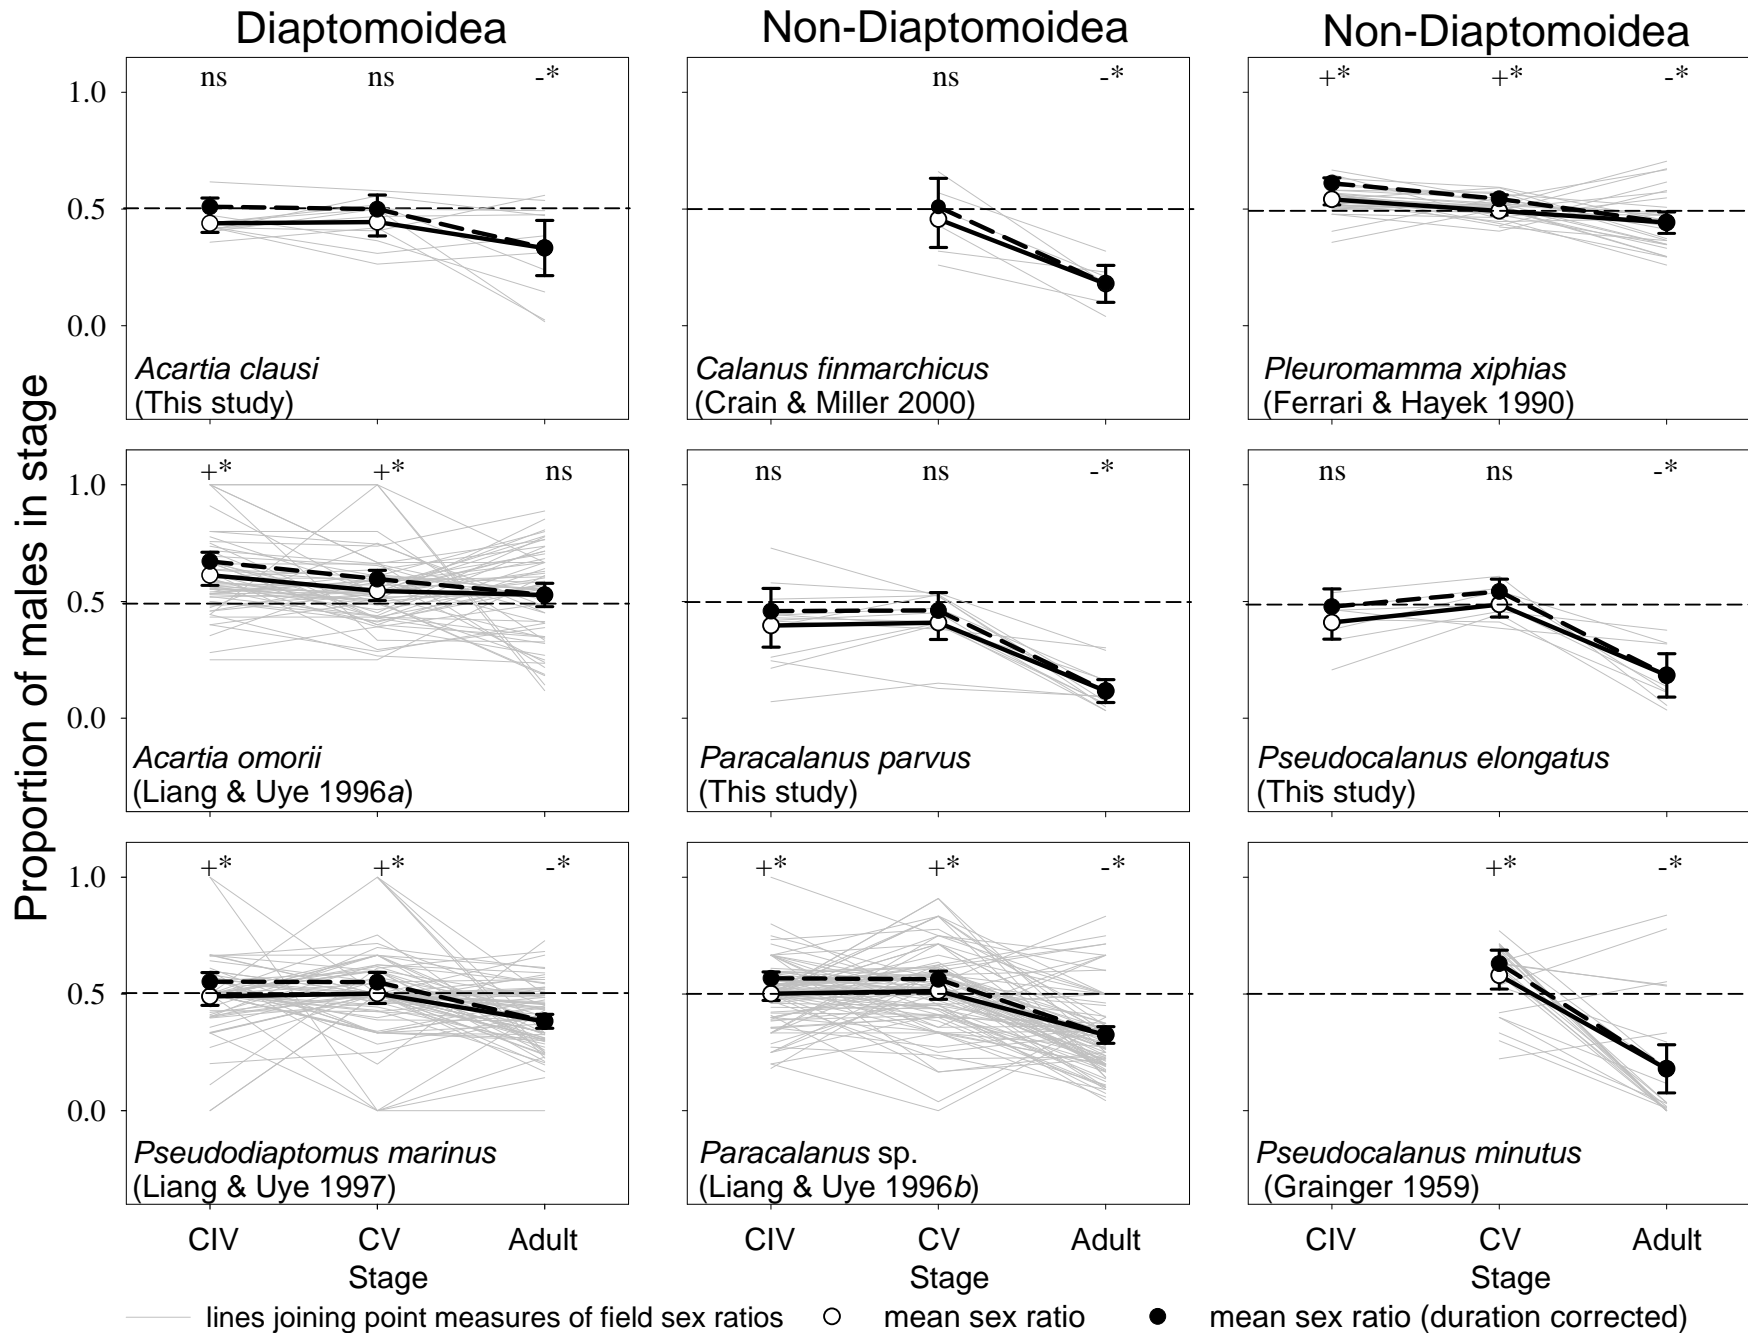 Diaptomoidea
Non-Diaptomoidea
Non-Diaptomoidea
Proportion of males in stage
1.0
0.5
0.0
ns ns -*
Acartia clausi
(This study)
ns -*
Calanus finmarchicus
(Crain & Miller 2000)
+* +* -*
Pleuromamma xiphias
(Ferrari & Hayek 1990)
1.0
0.5
0.0
+* +* ns
Acartia omorii
(Liang & Uye 1996a)
ns ns -*
Paracalanus parvus
(This study)
ns ns -*
Pseudocalanus elongatus
(This study)
1.0
0.5
0.0
+* +* -*
Pseudodiaptomus marinus
(Liang & Uye 1997)
+* +* -*
Paracalanus sp.
(Liang & Uye 1996b)
+* -*
Pseudocalanus minutus
(Grainger 1959)
CIV CV Adult
Stage
CIV CV Adult
Stage
CIV CV Adult
Stage
lines joining point measures of field sex ratios
mean sex ratio
mean sex ratio (duration corrected)